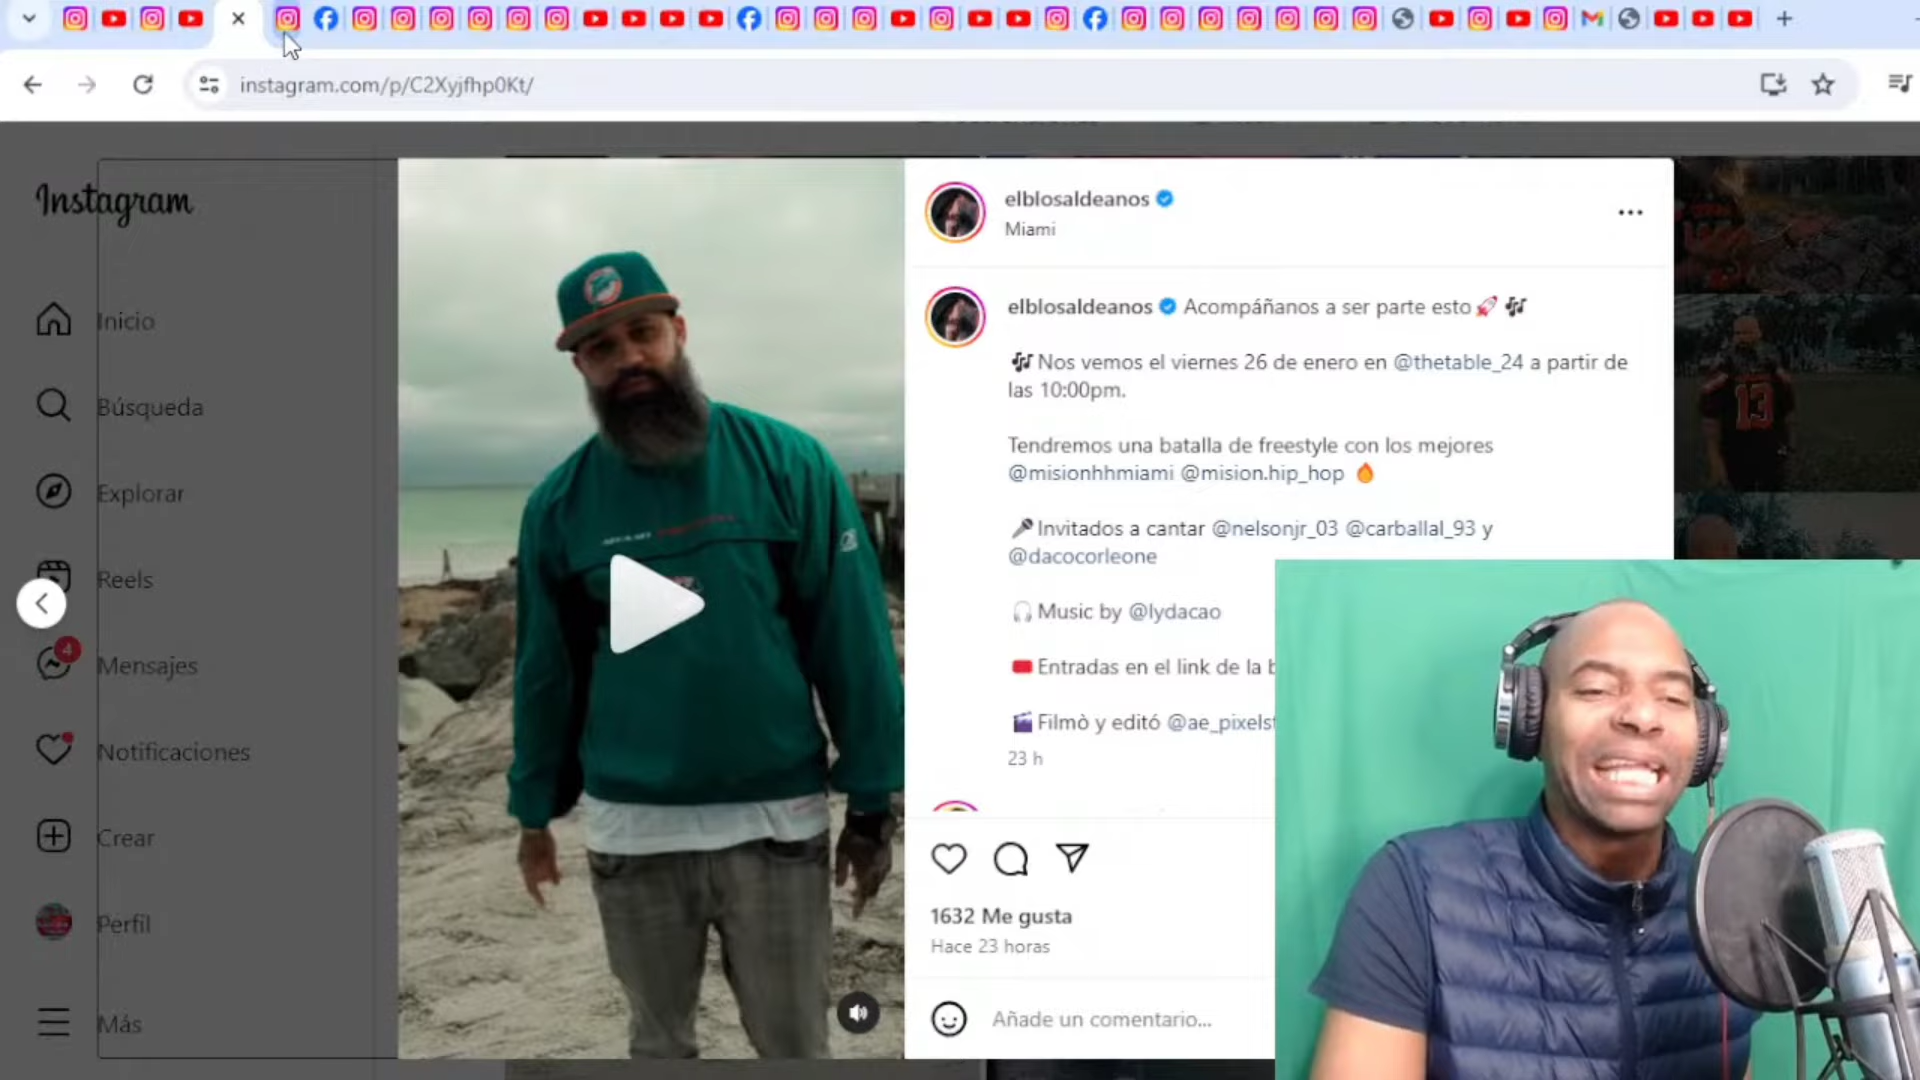 instagram.com/p/C2Xyjfhp0Kt/
Instagram
Inicio
Búsqueda
Explorar
Reels
4
Mensajes
Notificaciones
Crear
Perfil
Más
elblosaldeanos
Miami
elblosaldeanos Acompáñanos a ser parte esto🚀 🎶
🎶Nos vemos el viernes 26 de enero en @thetable_24 a partir de
las 10:00pm.
Tendremos una batalla de freestyle con los mejores
@misionhhmiami @mision.hip_hop 🔥
🎤Invitados a cantar @nelsonjr_03 @carballal_93 y
@dacocorleone
🎧Music by @lydacao
Entradas en el link de la
🎬Filmò y editó
23 h
1632 Me gusta
Hace 23 horas
Añade un comentario...
13